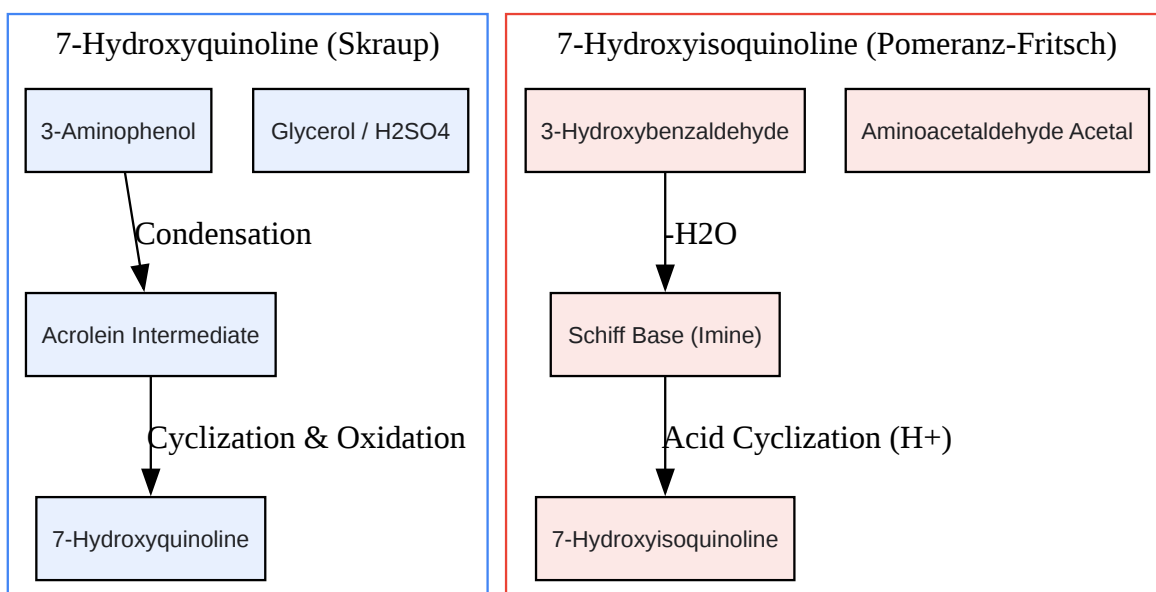 7-Hydroxyquinoline (Skraup)
3-Aminophenol
Glycerol / H2SO4
Condensation
Acrolein Intermediate
Cyclization & Oxidation
7-Hydroxyquinoline
7-Hydroxyisoquinoline (Pomeranz-Fritsch)
3-Hydroxybenzaldehyde
Aminoacetaldehyde Acetal
-H2O
Schiff Base (Imine)
Acid Cyclization (H+)
7-Hydroxyisoquinoline